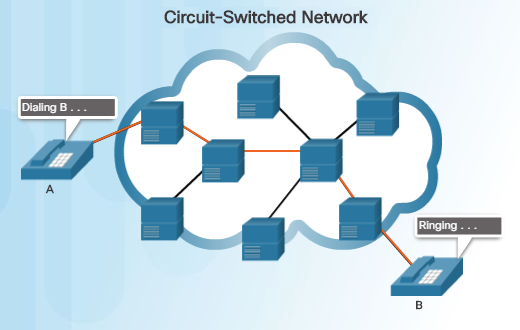 Circuit-Switched Network
Dialing B . . .
A
Ringing . . .
B